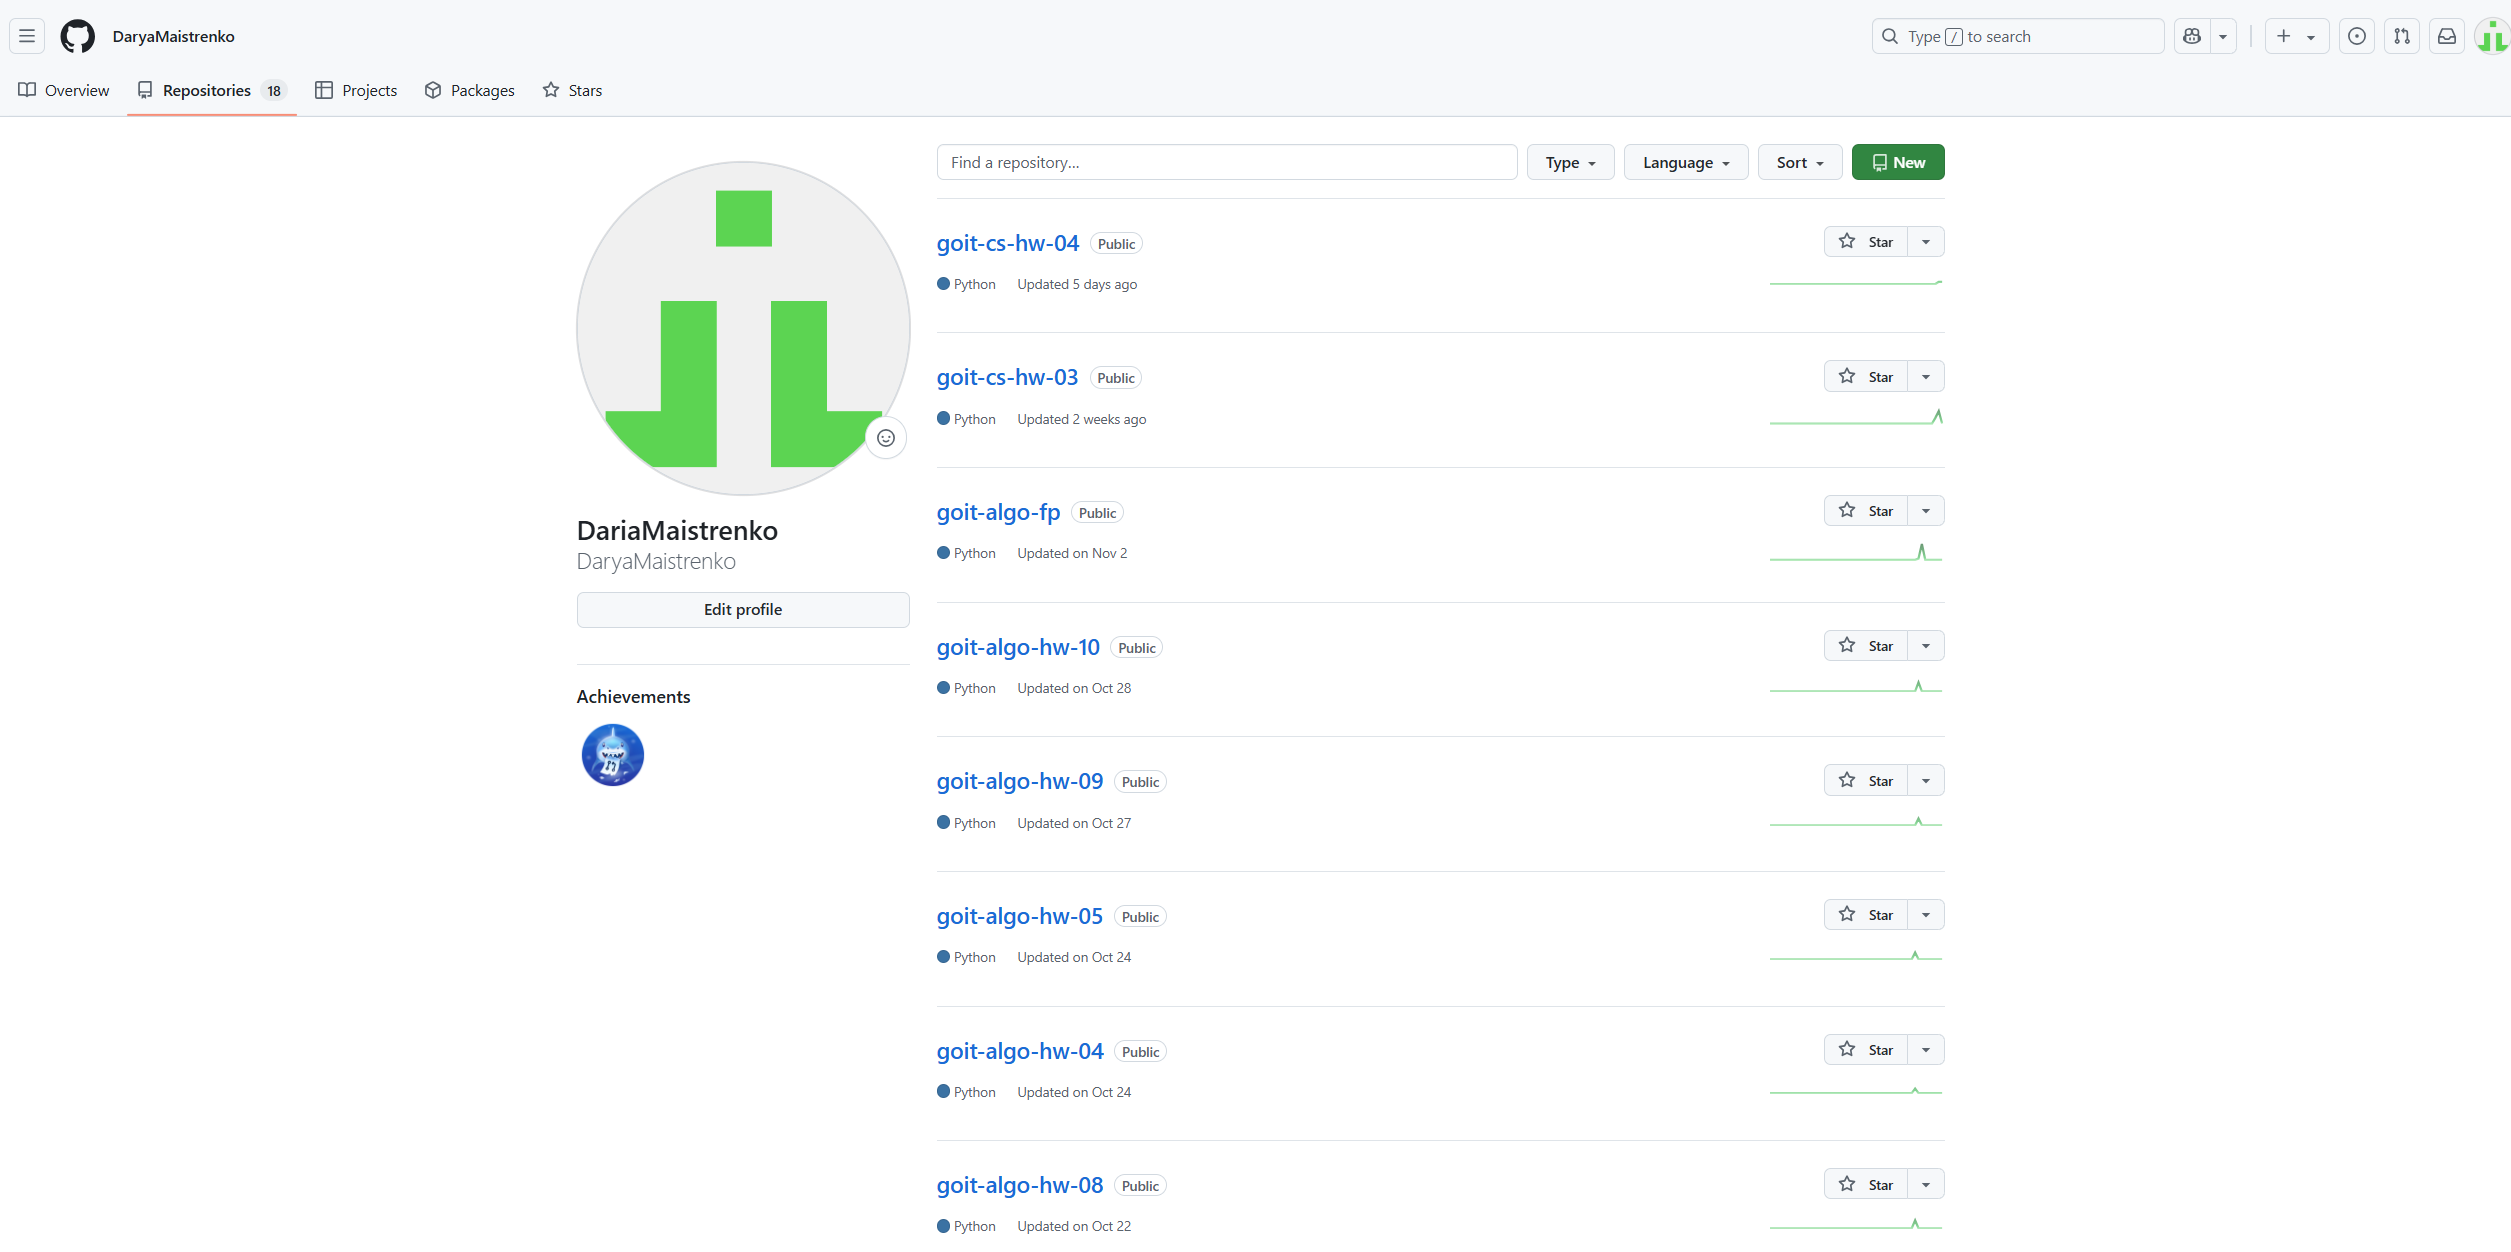 DaryaMaistrenko
Type / to search
Overview
Repositories 18
Projects
Packages
Stars
Find a repository...
Type
Language
Sort
New
DariaMaistrenko
DaryaMaistrenko
Edit profile
Achievements
goit-cs-hw-04 Public
Star
Python Updated 5 days ago
goit-cs-hw-03 Public
Star
Python Updated 2 weeks ago
goit-algo-fp Public
Star
Python Updated on Nov 2
goit-algo-hw-10 Public
Star
Python Updated on Oct 28
goit-algo-hw-09 Public
Star
Python Updated on Oct 27
goit-algo-hw-05 Public
Star
Python Updated on Oct 24
goit-algo-hw-04 Public
Star
Python Updated on Oct 24
goit-algo-hw-08 Public
Star
Python Updated on Oct 22